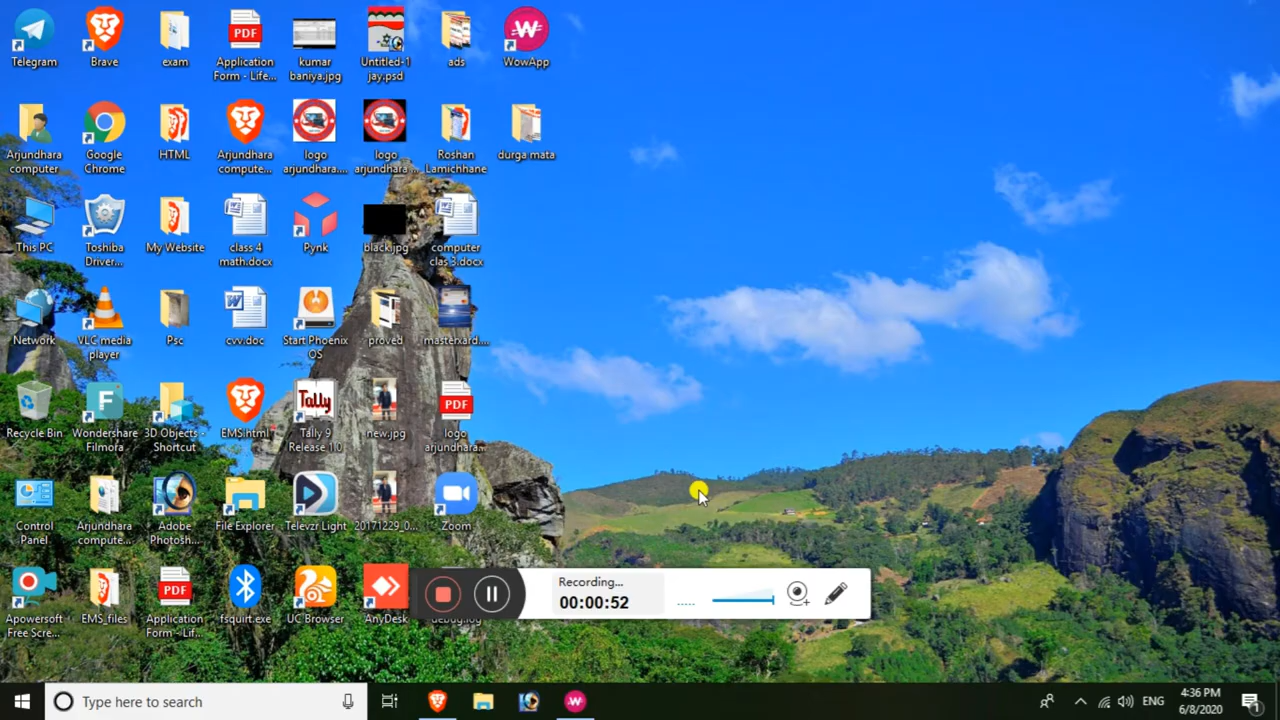 Telegram
Brave
exam
Application Form - Life...
kumar baniya.jpg
Untitled-1 jay.psd
ads
WowApp
Arjundhara computer
Google Chrome
HTML
Arjundhara compute...
logo arjundhara....
logo arjundhara ...
Roshan Lamichhane
durga mata
This PC
Toshiba Driver...
My Website
class 4 math.docx
Pynk
black.jpg
computer clas 3.docx
Network
VLC media player
Psc
cvv.doc
Start Phoenix OS
proved
masterxard....
Recycle Bin
Wondershare Filmora
3D Objects - Shortcut
EMS.html
Tally 9 Release 1.0
new.jpg
logo arjundhara...
Control Panel
Arjundhara compute...
Adobe Photosh...
File Explorer
Televzr Light
20171229_0...
Zoom
Apowersoft Free Scre...
EMS_files
Application Form - Lif...
fsquirt.exe
UC Browser
AnyDesk
debug.log
PDF
PDF
PDF
Tally
Recording...
00:00:52
Type here to search
ENG
4:36 PM
6/8/2020
1